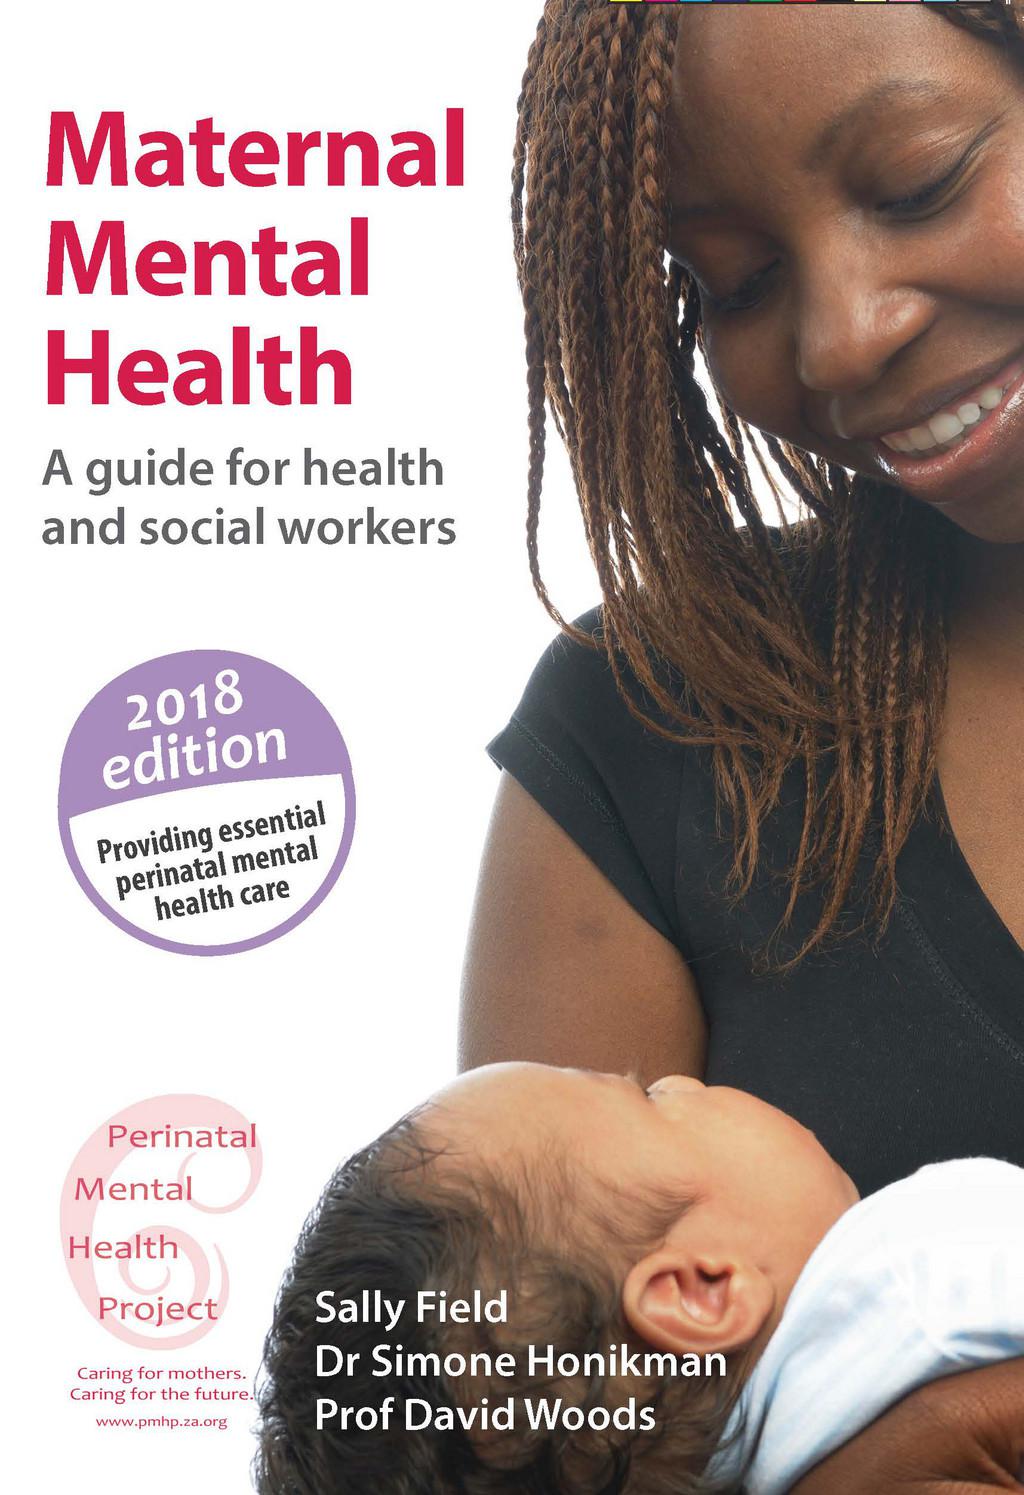 Maternal
Mental
Health
A guide for health
and social workers
2018
edition
Providing essential
perinatal mental
health care
Perinatal
Mental
Health
Project
Caring for mothers.
Caring for the future.
www.pmhp.za.org
Sally Field
Dr Simone Honikman
Prof David Woods